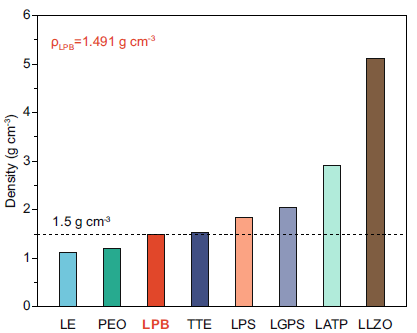 6
ρLPB=1.491 g cm-3
5
4
Density (g cm-3)
3
2
1.5 g cm-3
1
0
LE PEO LPB TTE LPS LGPS LATP LLZO